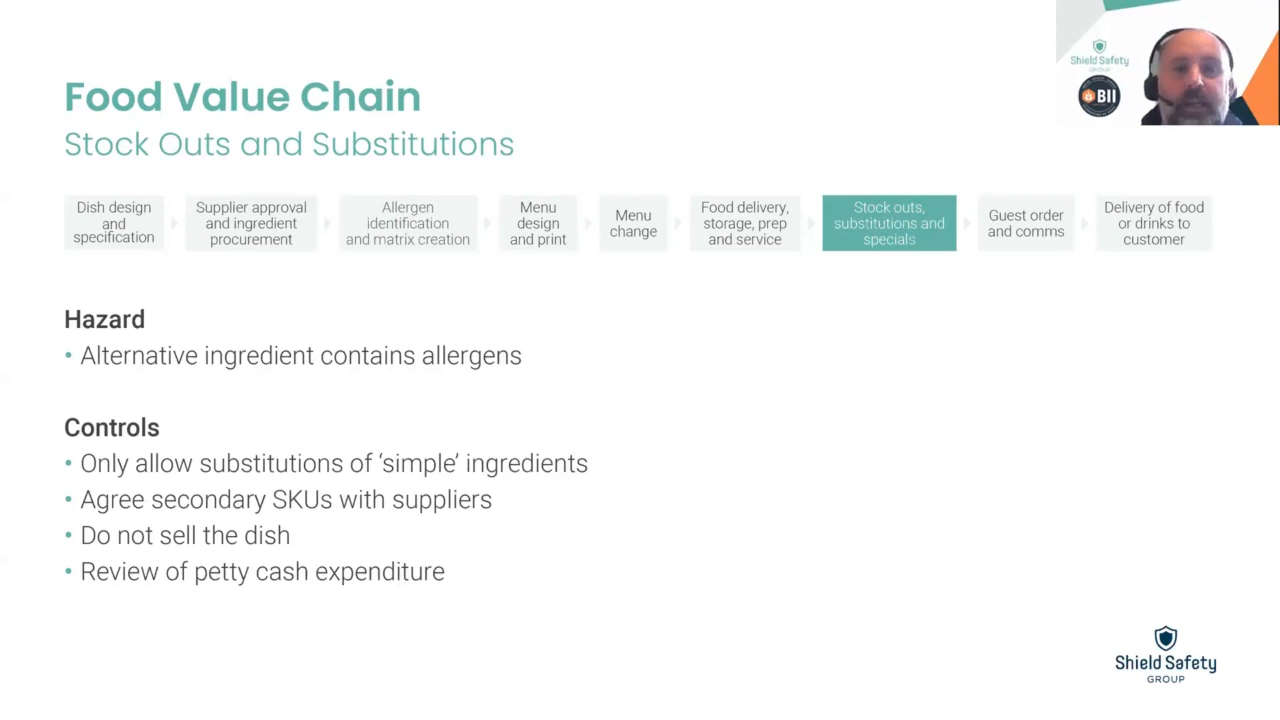 Food Value Chain
Stock Outs and Substitutions
Shield Safety
GROUP
BII
Dish design
and
specification
Supplier approval
and ingredient
procurement
Allergen
identification
and matrix creation
Menu
design
and print
Menu
change
Food delivery,
storage, prep
and service
Stock outs,
substitutions and
specials
Guest order
and comms
Delivery of food
or drinks to
customer
Hazard
• Alternative ingredient contains allergens
Controls
• Only allow substitutions of ‘simple’ ingredients
• Agree secondary SKUs with suppliers
• Do not sell the dish
• Review of petty cash expenditure
Shield Safety
GROUP